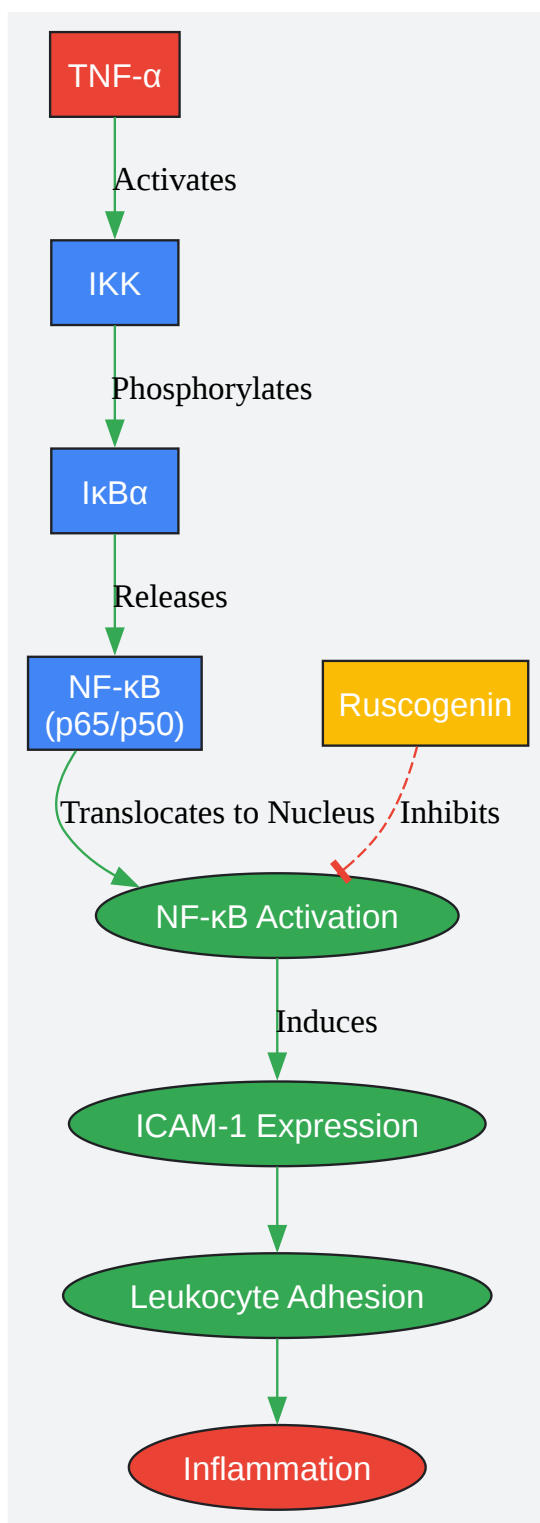 TNF-α
Activates
IKK
Phosphorylates
IκBα
Releases
NF-κB
(p65/p50)
Ruscogenin
Translocates to Nucleus
Inhibits
NF-κB Activation
Induces
ICAM-1 Expression
Leukocyte Adhesion
Inflammation